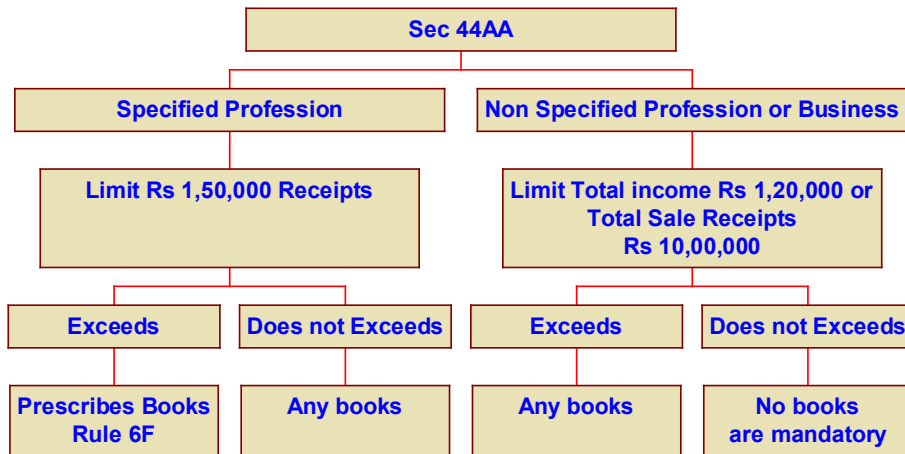 Sec 44AA
Specified Profession
Non Specified Profession or Business
Limit Rs 1,50,000 Receipts
Limit Total income Rs 1,20,000 or
Total Sale Receipts
Rs 10,00,000
Exceeds
Does not Exceeds
Exceeds
Does not Exceeds
Prescribes Books
Rule 6F
Any books
Any books
No books
are mandatory